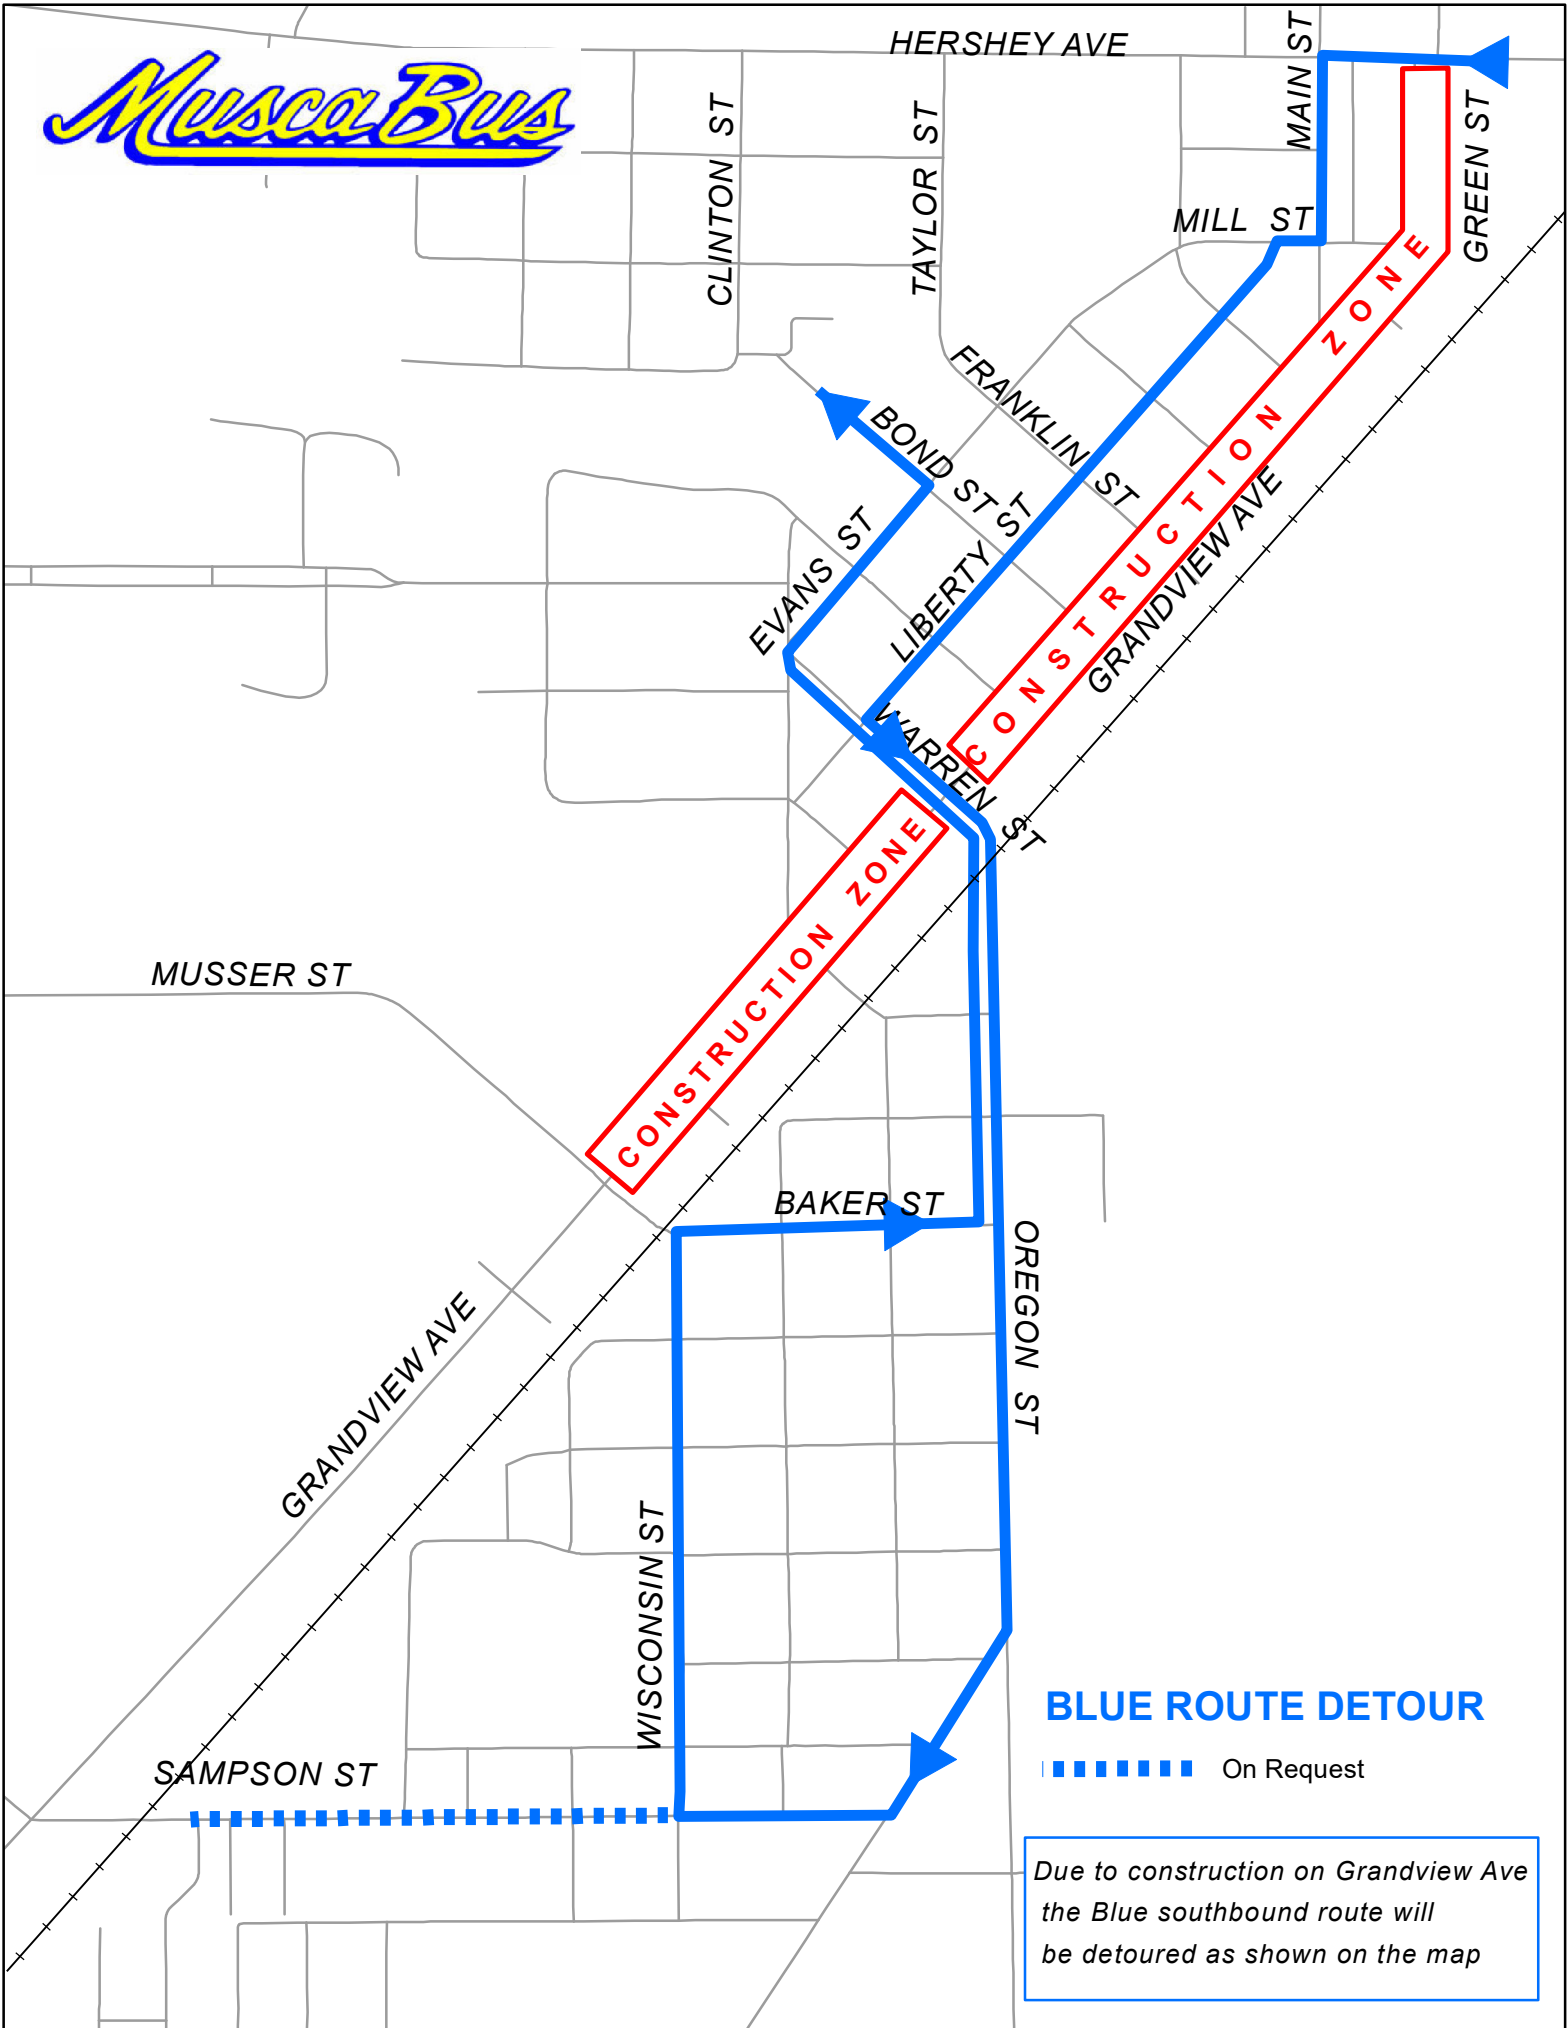 HERSHEY AVE
MAIN ST
MuscaBus
CLINTON ST
TAYLOR ST
GREEN ST
MILL ST
CONSTRUCTION ZONE
FRANKLIN ST
BOND ST
GRANDVIEW AVE
EVANS ST
LIBERTY ST
WARREN ST
CONSTRUCTION ZONE
MUSSER ST
BAKER ST
OREGON ST
GRANDVIEW AVE
WISCONSIN ST
SAMPSON ST
BLUE ROUTE DETOUR
On Request
Due to construction on Grandview Ave
the Blue southbound route will
be detoured as shown on the map